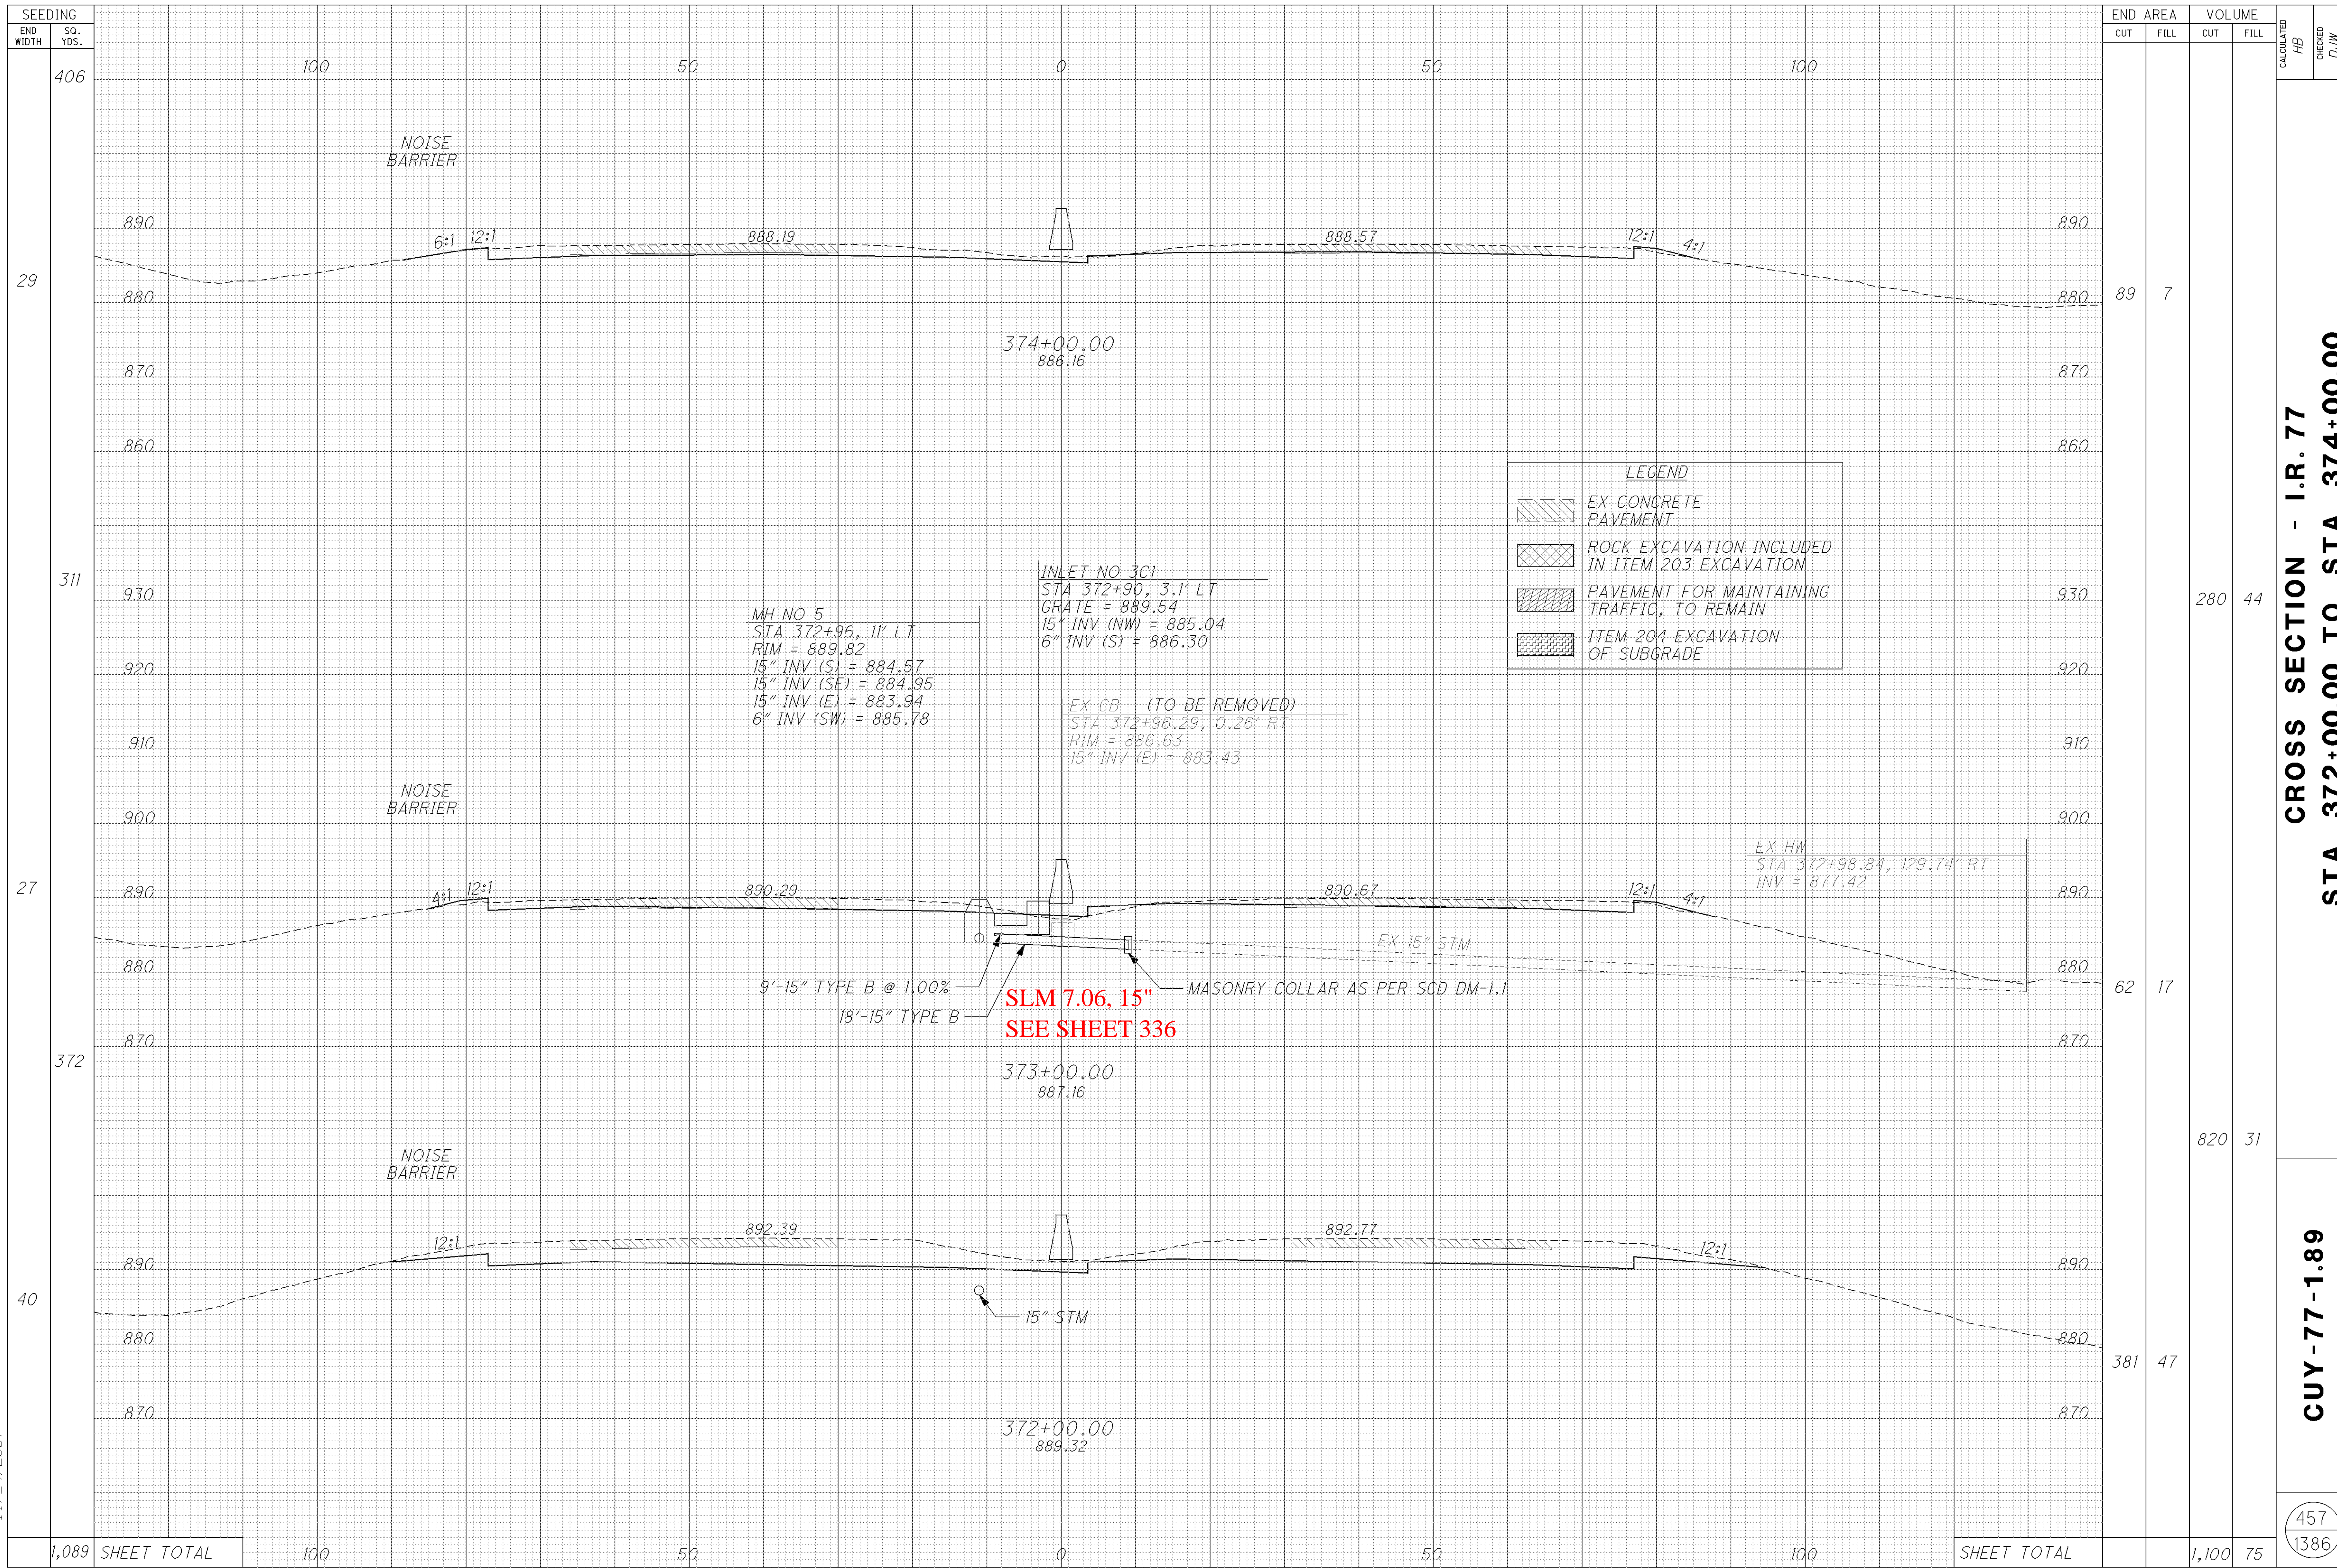 SEEDING
END WIDTH
SQ. YDS.
END AREA
VOLUME
CUT FILL CUT FILL
CALCULATED
HB
CHECKED
DJW
100 50 0 50 100
406
NOISE
BARRIER
890 6:1 12:1 888.19 888.57 12:1 4:1 890
29
880 880 89 7
374+00.00
886.16
870 870
860 860
LEGEND
EX CONCRETE
PAVEMENT
ROCK EXCAVATION INCLUDED
IN ITEM 203 EXCAVATION
PAVEMENT FOR MAINTAINING
TRAFFIC, TO REMAIN
ITEM 204 EXCAVATION
OF SUBGRADE
311
930 930 280 44
INLET NO 3C1
STA 372+90, 3.1' LT
GRATE = 889.54
15" INV (NW) = 885.04
6" INV (S) = 886.30
MH NO 5
STA 372+96, 11' LT
RIM = 889.82
15" INV (S) = 884.57
15" INV (SE) = 884.95
15" INV (E) = 883.94
6" INV (SW) = 885.78
920 920
EX CB (TO BE REMOVED)
STA 372+96.29, 0.26' RT
RIM = 886.63
15" INV (E) = 883.43
910 910
NOISE
BARRIER
900 900
EX HW
STA 372+98.84, 129.74' RT
INV = 877.42
27
890 4:1 12:1 890.29 890.67 12:1 4:1 890
EX 15" STM
880 880
9'-15" TYPE B @ 1.00%
MASONRY COLLAR AS PER SCD DM-1.1
62 17
18'-15" TYPE B
SLM 7.06, 15"
SEE SHEET 336
870 870
372
373+00.00
887.16
820 31
NOISE
BARRIER
12:1 892.39 892.77 12:1
890 890
40
15" STM
880 880
381 47
870 870
372+00.00
889.32
1,089 SHEET TOTAL 100 50 0 50 100 SHEET TOTAL 1,100 75
CROSS SECTION - I.R. 77
STA. 372+00.00 TO STA. 374+00.00
CUY-77-1.89
457
1386